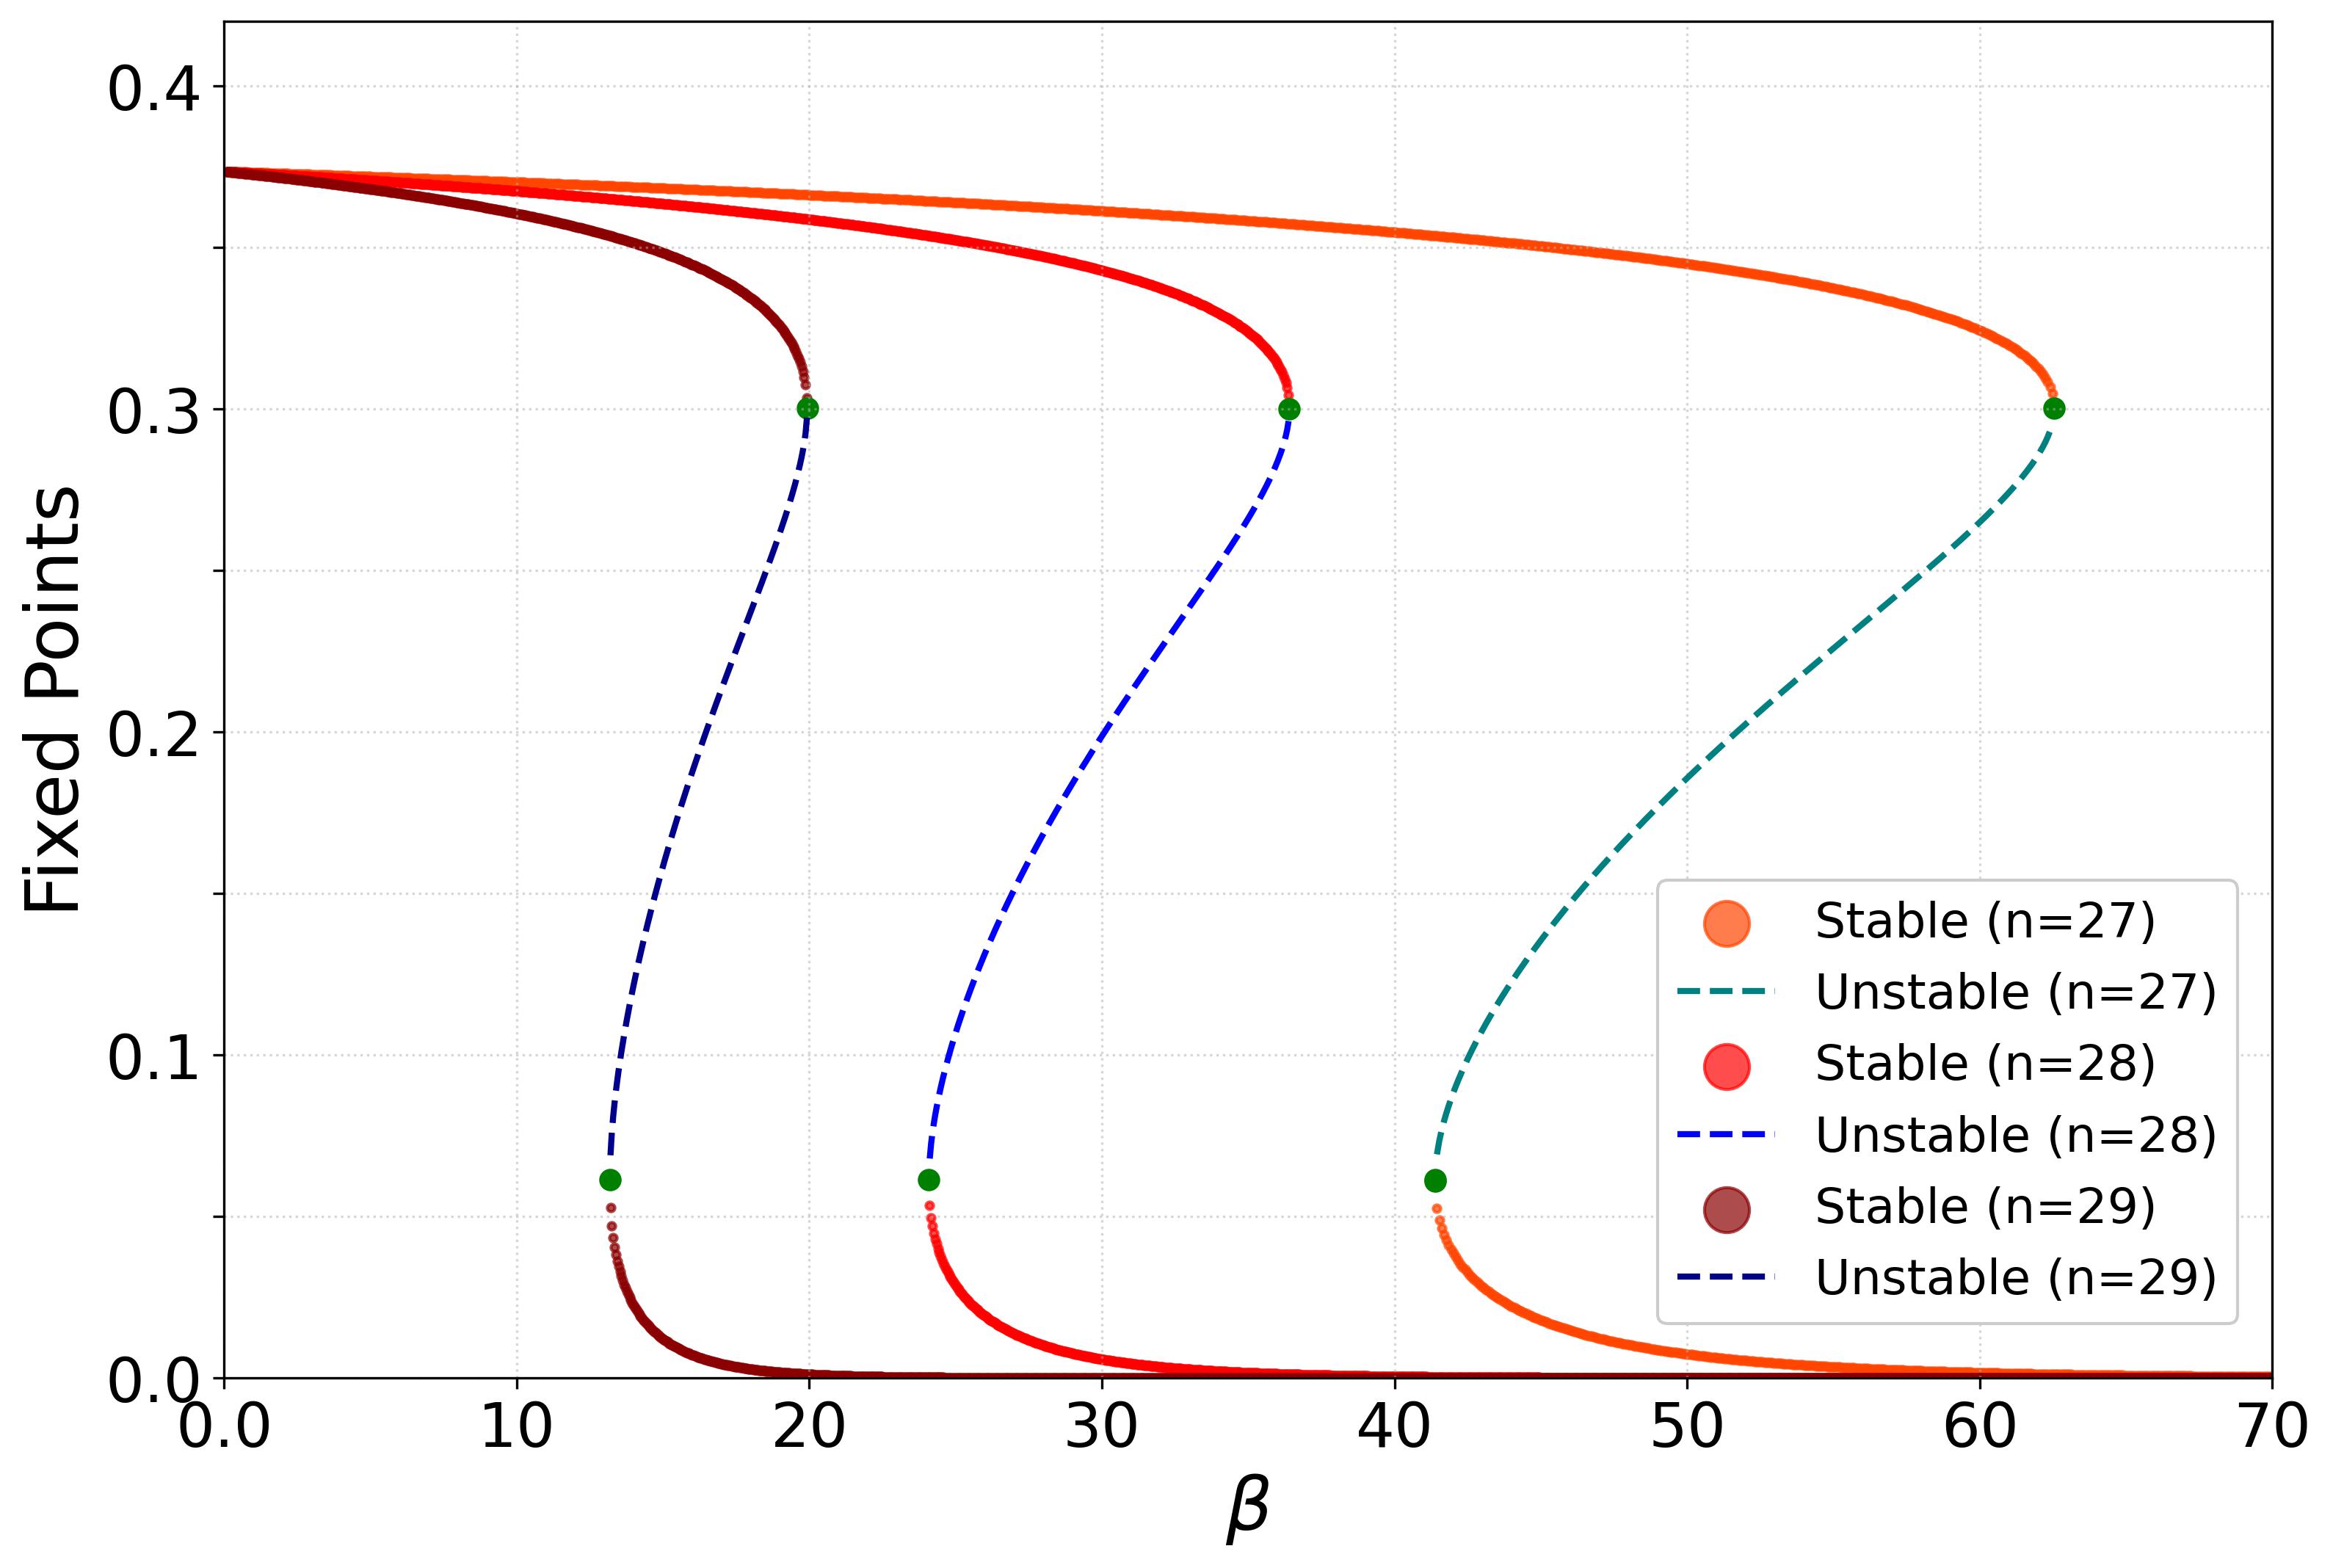 0.4
0.3
0.2
0.1
0.0
Fixed Points
0.0 10 20 30 40 50 60 70
β
Stable (n=27)
Unstable (n=27)
Stable (n=28)
Unstable (n=28)
Stable (n=29)
Unstable (n=29)